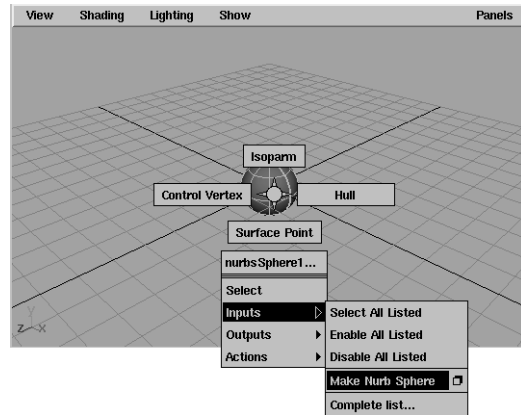 View Shading Lighting Show Panels
Isoparm
Control Vertex Hull
Surface Point
nurbsSphere1...
Select
Inputs Select All Listed
Outputs Enable All Listed
Actions Disable All Listed
Make Nurb Sphere
Complete list...
Y
Z X